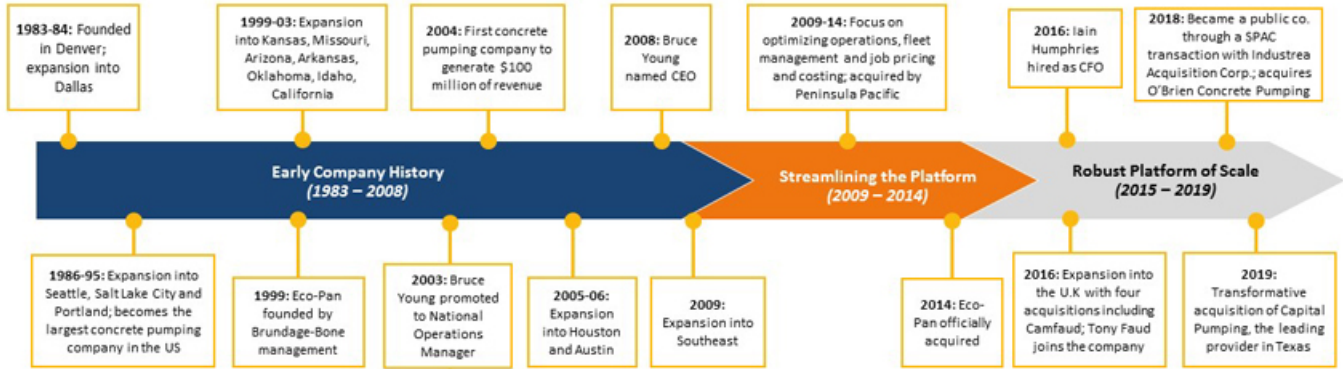 1983-84: Founded
in Denver;
expansion into
Dallas
1999-03: Expansion
into Kansas, Missouri,
Arizona, Arkansas,
Oklahoma, Idaho,
California
2004: First concrete
pumping company to
generate $100
million of revenue
2008: Bruce
Young named
CEO
2009-14: Focus on
optimizing operations, fleet
management and job pricing
and costing; acquired by
Peninsula Pacific
2016: Iain
Humphries
hired as CFO
2018: Became a public co.
through a SPAC
transaction with Industrea
Acquisition Corp.; acquires
O'Brien Concrete Pumping
Early Company History
(1983 – 2008)
Streamlining the Platform
(2009 – 2014)
Robust Platform of Scale
(2015 – 2019)
1986-95: Expansion into
Seattle, Salt Lake City and
Portland; becomes the
largest concrete pumping
company in the US
1999: Eco-Pan
founded by
Brundage-Bone
management
2003: Bruce
Young promoted
to National
Operations
Manager
2005-06:
Expansion
into Houston
and Austin
2009:
Expansion into
Southeast
2014: Eco-
Pan officially
acquired
2016: Expansion into
the U.K with four
acquisitions including
Camfaud; Tony Faud
joins the company
2019:
Transformative
acquisition of Capital
Pumping, the leading
provider in Texas